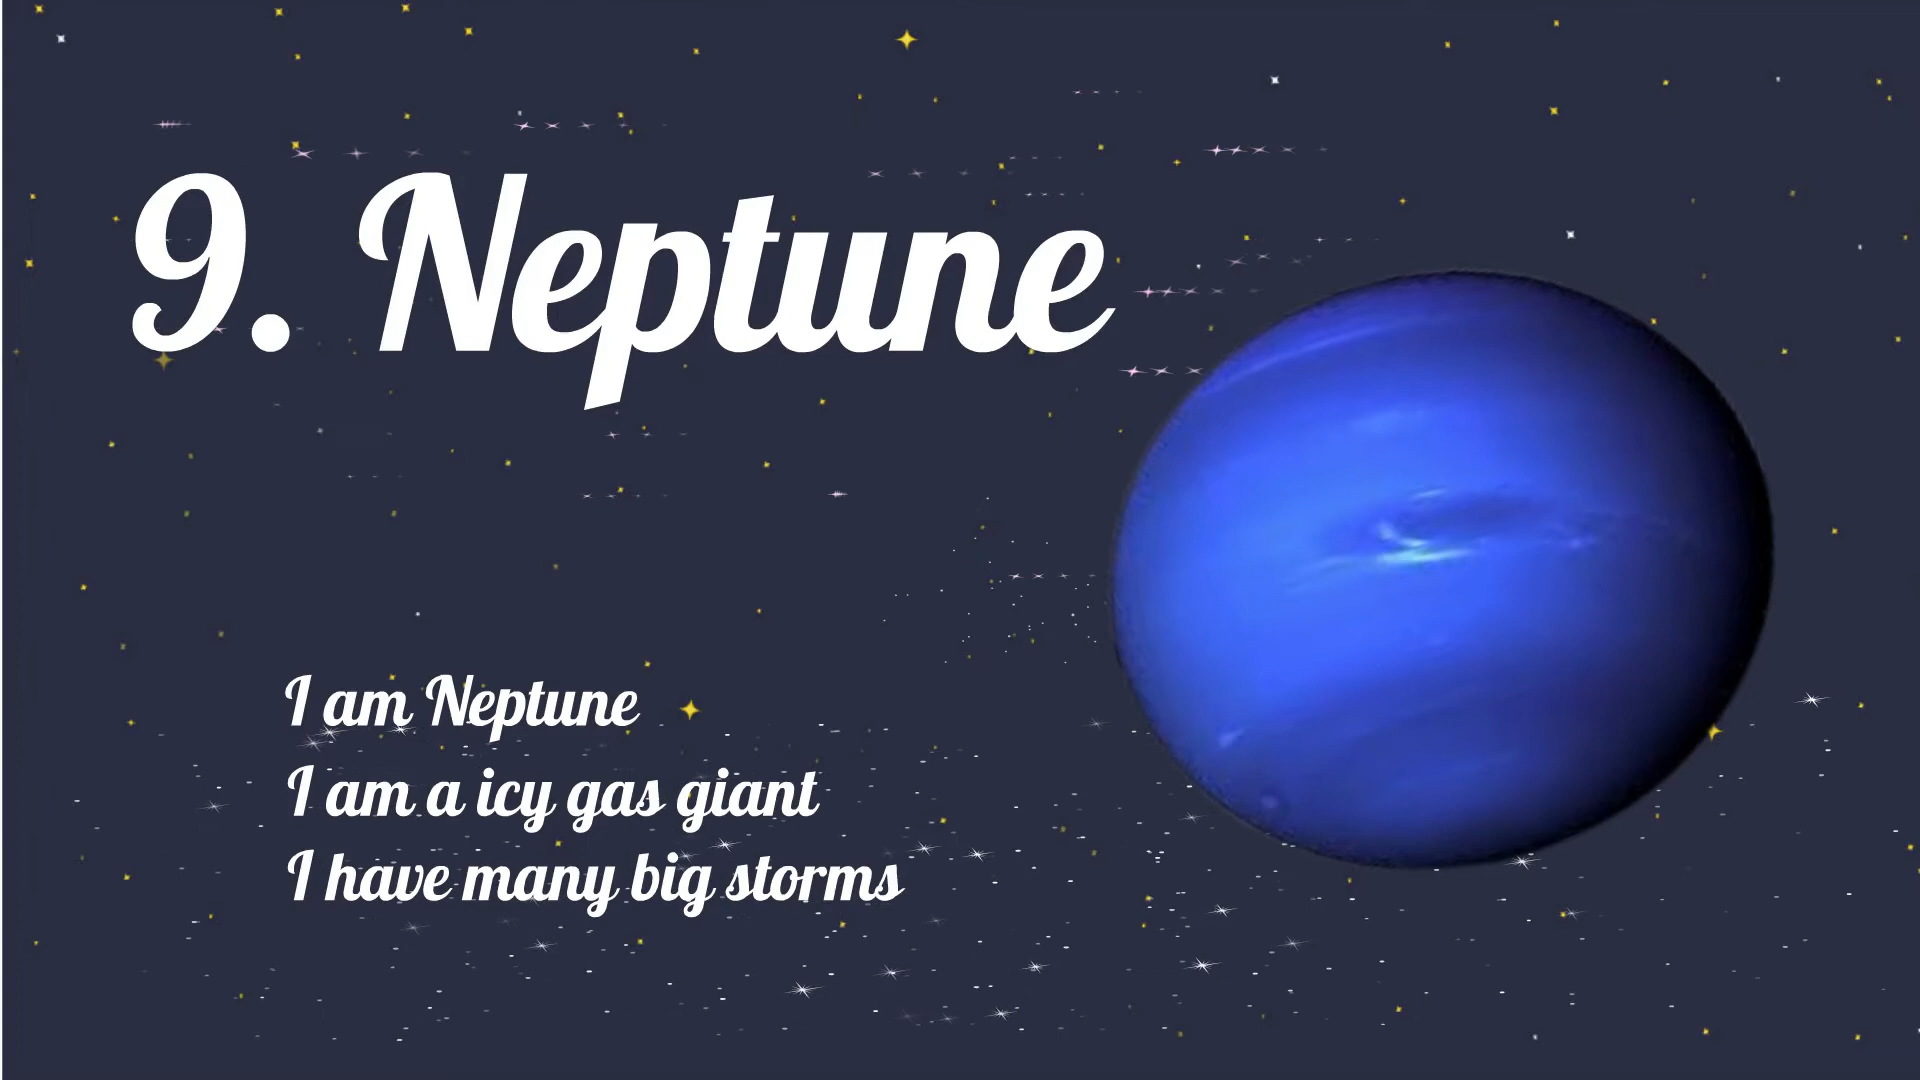 9. Neptune
I am Neptune
I am a icy gas giant
I have many big storms